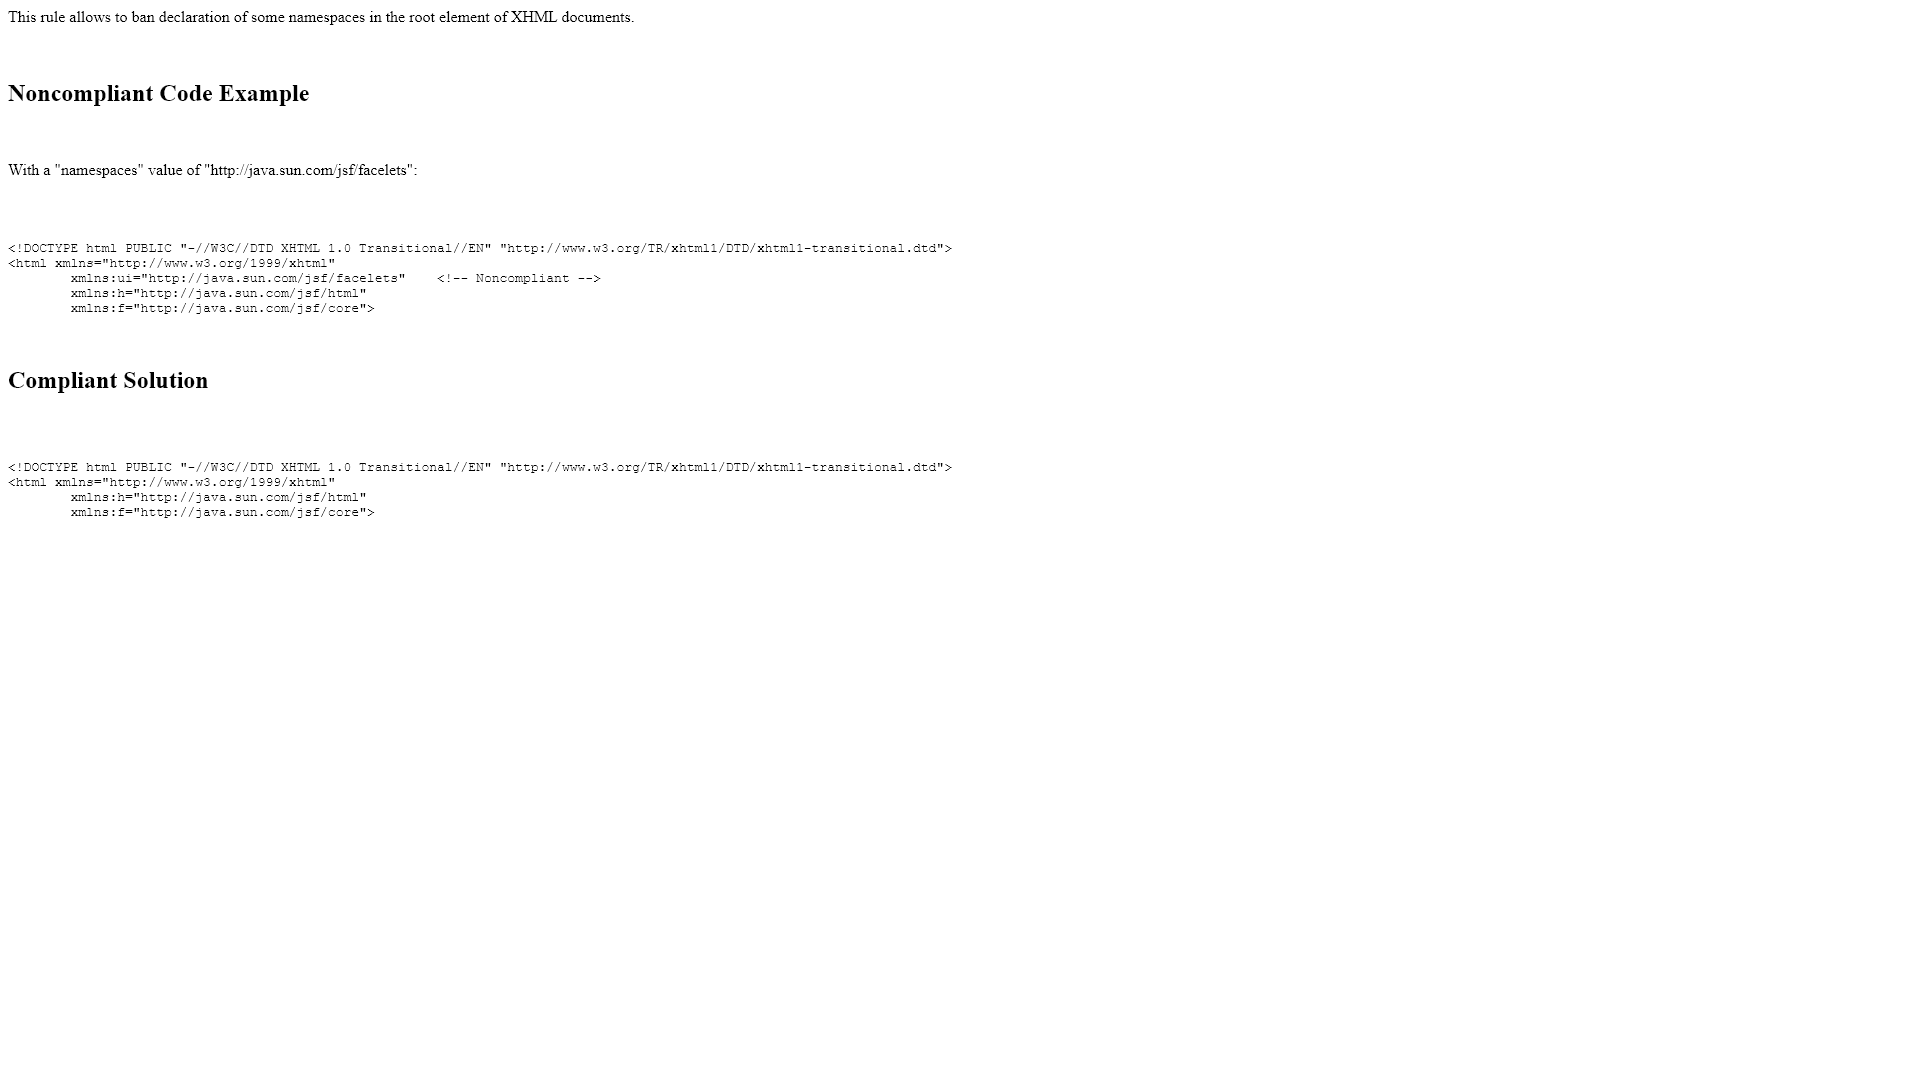 This rule allows to ban declaration of some namespaces in the root element of XHML documents.
Noncompliant Code Example
With a "namespaces" value of "http://java.sun.com/jsf/facelets":
<!DOCTYPE html PUBLIC "-//W3C//DTD XHTML 1.0 Transitional//EN" "http://www.w3.org/TR/xhtml1/DTD/xhtml1-transitional.dtd">
<html xmlns="http://www.w3.org/1999/xhtml"
        xmlns:ui="http://java.sun.com/jsf/facelets"    <!-- Noncompliant -->
        xmlns:h="http://java.sun.com/jsf/html"
        xmlns:f="http://java.sun.com/jsf/core">
Compliant Solution
<!DOCTYPE html PUBLIC "-//W3C//DTD XHTML 1.0 Transitional//EN" "http://www.w3.org/TR/xhtml1/DTD/xhtml1-transitional.dtd">
<html xmlns="http://www.w3.org/1999/xhtml"
        xmlns:h="http://java.sun.com/jsf/html"
        xmlns:f="http://java.sun.com/jsf/core">